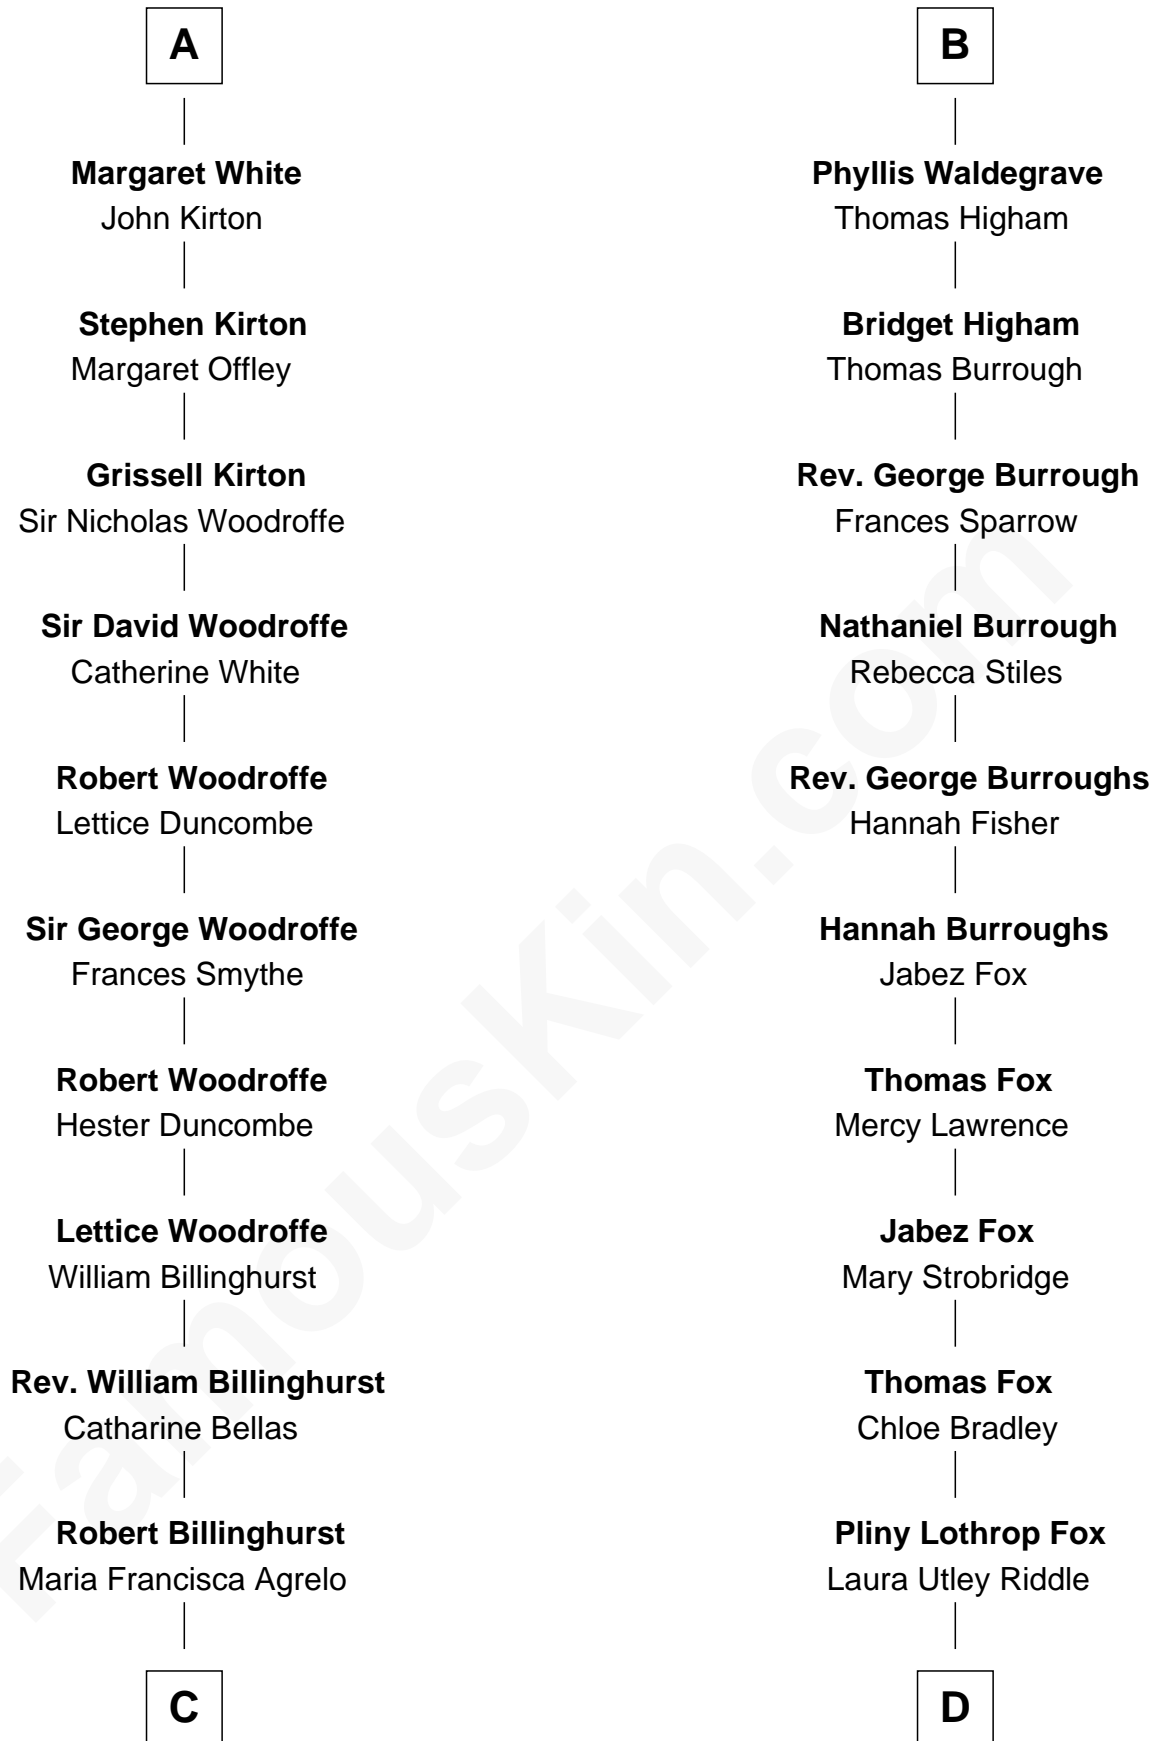 A
Margaret White
John Kirton
Stephen Kirton
Margaret Offley
Grissell Kirton
Sir Nicholas Woodroffe
Sir David Woodroffe
Catherine White
Robert Woodroffe
Lettice Duncombe
Sir George Woodroffe
Frances Smythe
Robert Woodroffe
Hester Duncombe
Lettice Woodroffe
William Billinghurst
Rev. William Billinghurst
Catharine Bellas
Robert Billinghurst
Maria Francisca Agrelo
C
B
Phyllis Waldegrave
Thomas Higham
Bridget Higham
Thomas Burrough
Rev. George Burrough
Frances Sparrow
Nathaniel Burrough
Rebecca Stiles
Rev. George Burroughs
Hannah Fisher
Hannah Burroughs
Jabez Fox
Thomas Fox
Mercy Lawrence
Jabez Fox
Mary Strobridge
Thomas Fox
Chloe Bradley
Pliny Lothrop Fox
Laura Utley Riddle
D
FamousKin.com